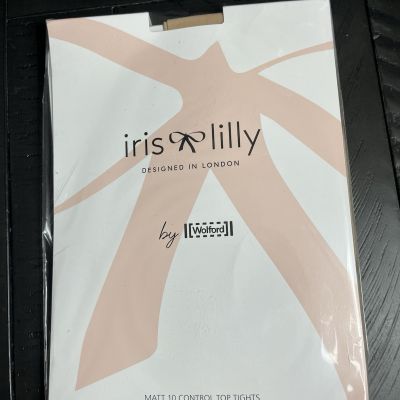 iris lilly
DESIGNED IN LONDON
by Wolford
MATT 10 CONTROL TOP TIGHTS